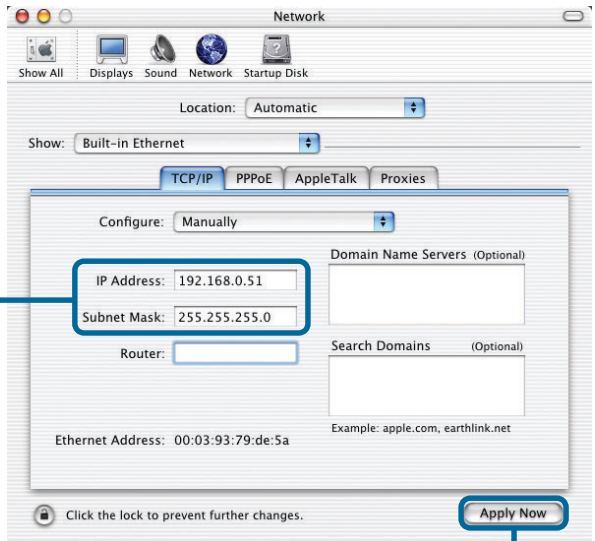 Network
Show All Displays Sound Network Startup Disk
Location: Automatic
Show: Built-in Ethernet
TCP/IP PPPoE AppleTalk Proxies
Configure: Manually
Domain Name Servers (Optional)
IP Address: 192.168.0.51
Subnet Mask: 255.255.255.0
Router:
Search Domains (Optional)
Example: apple.com, earthlink.net
Ethernet Address: 00:03:93:79:de:5a
Click the lock to prevent further changes.
Apply Now